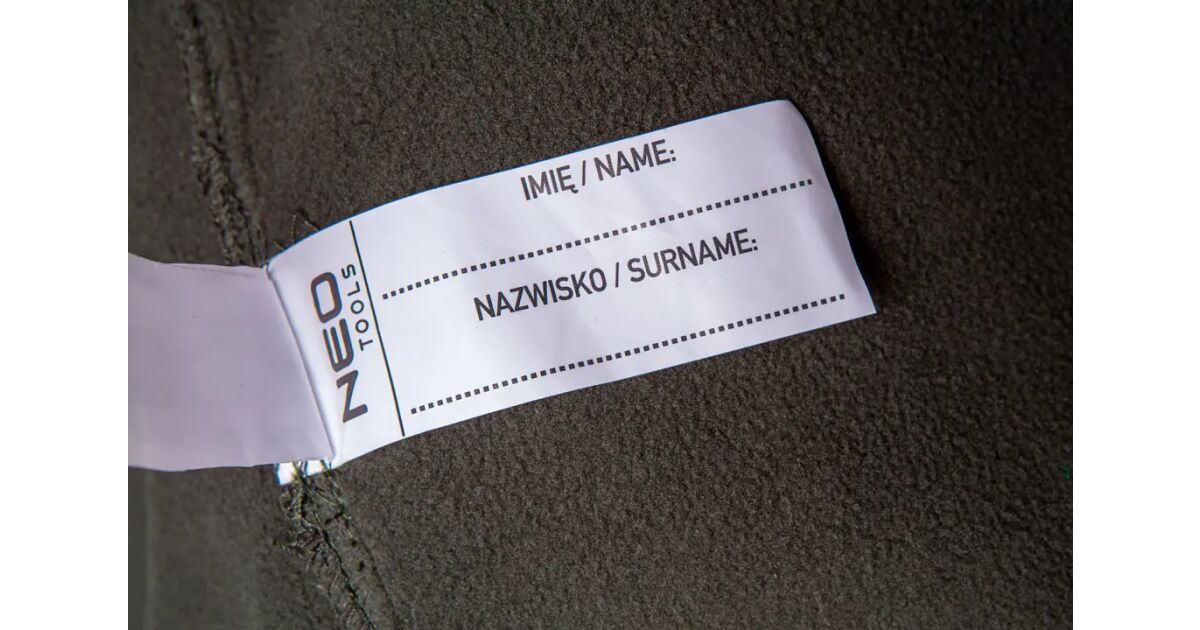 NEO
TOOLS
IMIĘ / NAME:
NAZWISKO / SURNAME: